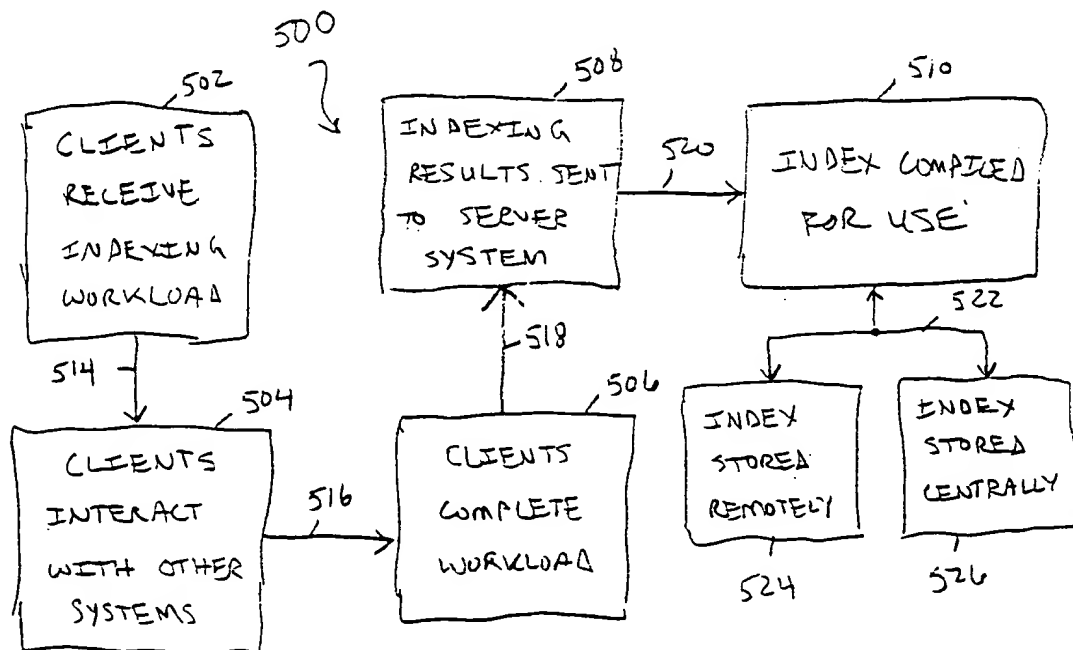 500
502
CLIENTS
RECEIVE
INDEXING
WORKLOAD
514
504
CLIENTS
INTERACT
WITH OTHER
SYSTEMS
516
506
CLIENTS
COMPLETE
WORKLOAD
518
508
INDEXING
RESULTS SENT
TO SERVER
SYSTEM
520
510
INDEX COMPILED
FOR USE
522
INDEX
STORED
REMOTELY
524
INDEX
STORED
CENTRALLY
526